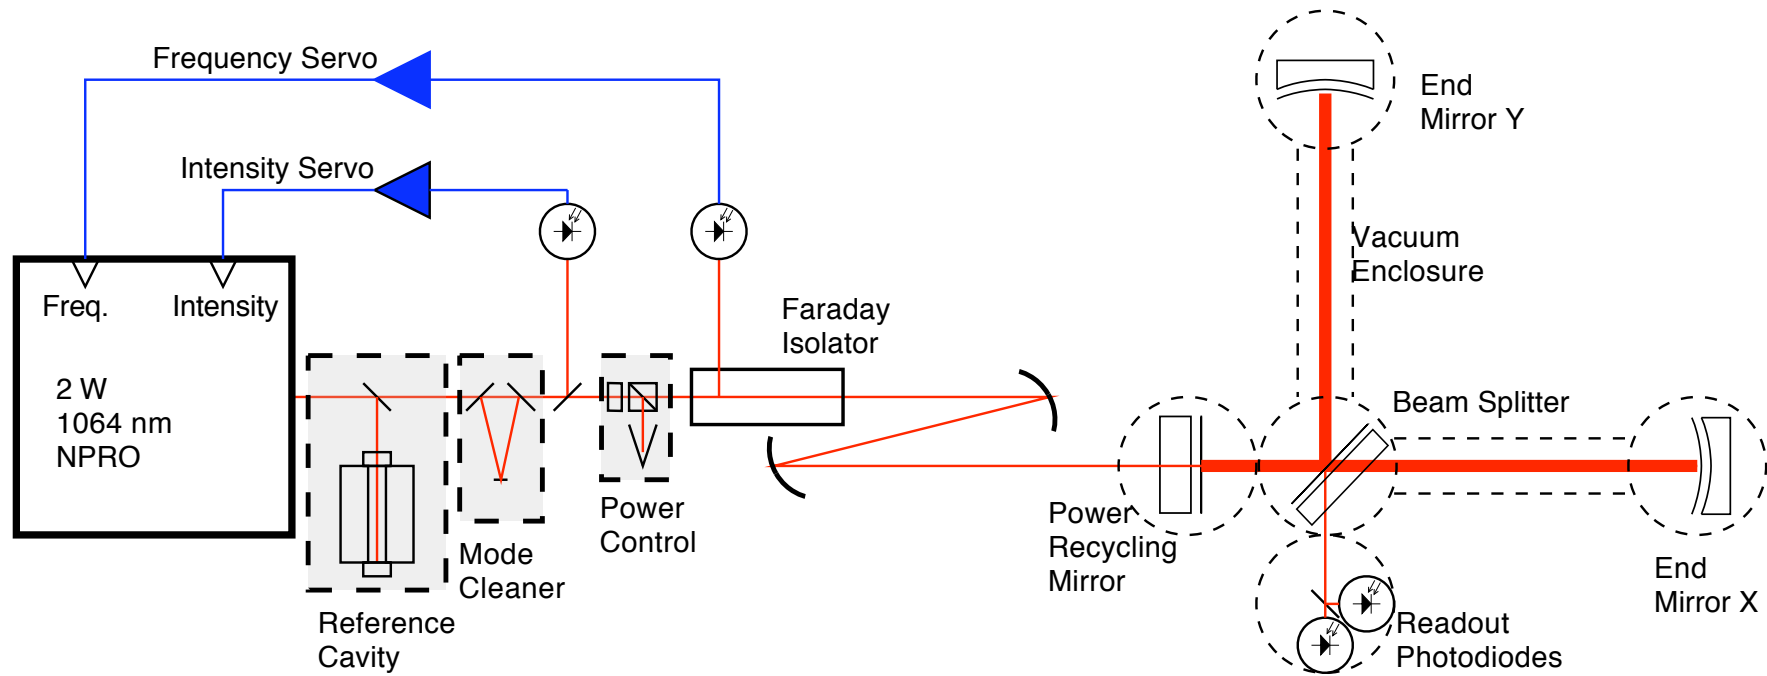 Frequency Servo
Intensity Servo
Freq.
Intensity
2 W
1064 nm
NPRO
Reference
Cavity
Mode
Cleaner
Power
Control
Faraday
Isolator
Power
Recycling
Mirror
Beam Splitter
Vacuum
Enclosure
End
Mirror Y
End
Mirror X
Readout
Photodiodes